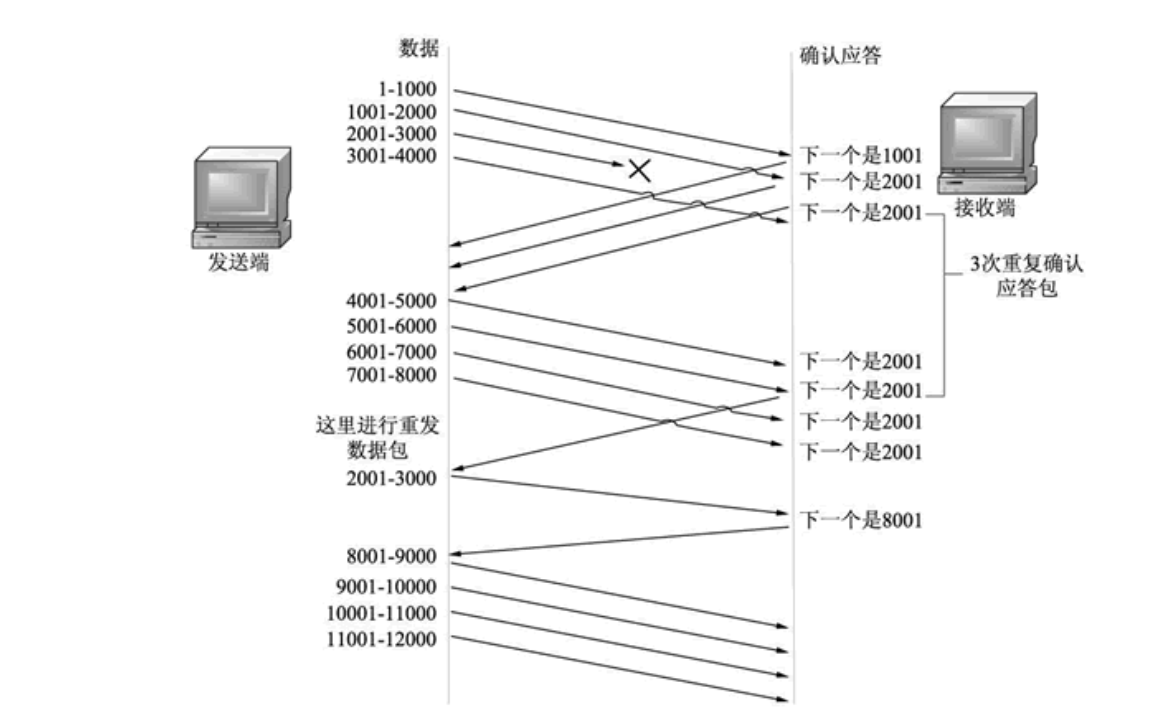 数据
确认应答
1-1000
1001-2000
2001-3000
3001-4000
下一个是1001
下一个是2001
下一个是2001
接收端
发送端
3次重复确认
应答包
4001-5000
5001-6000
6001-7000
7001-8000
下一个是2001
下一个是2001
下一个是2001
下一个是2001
这里进行重发
数据包
2001-3000
下一个是8001
8001-9000
9001-10000
10001-11000
11001-12000